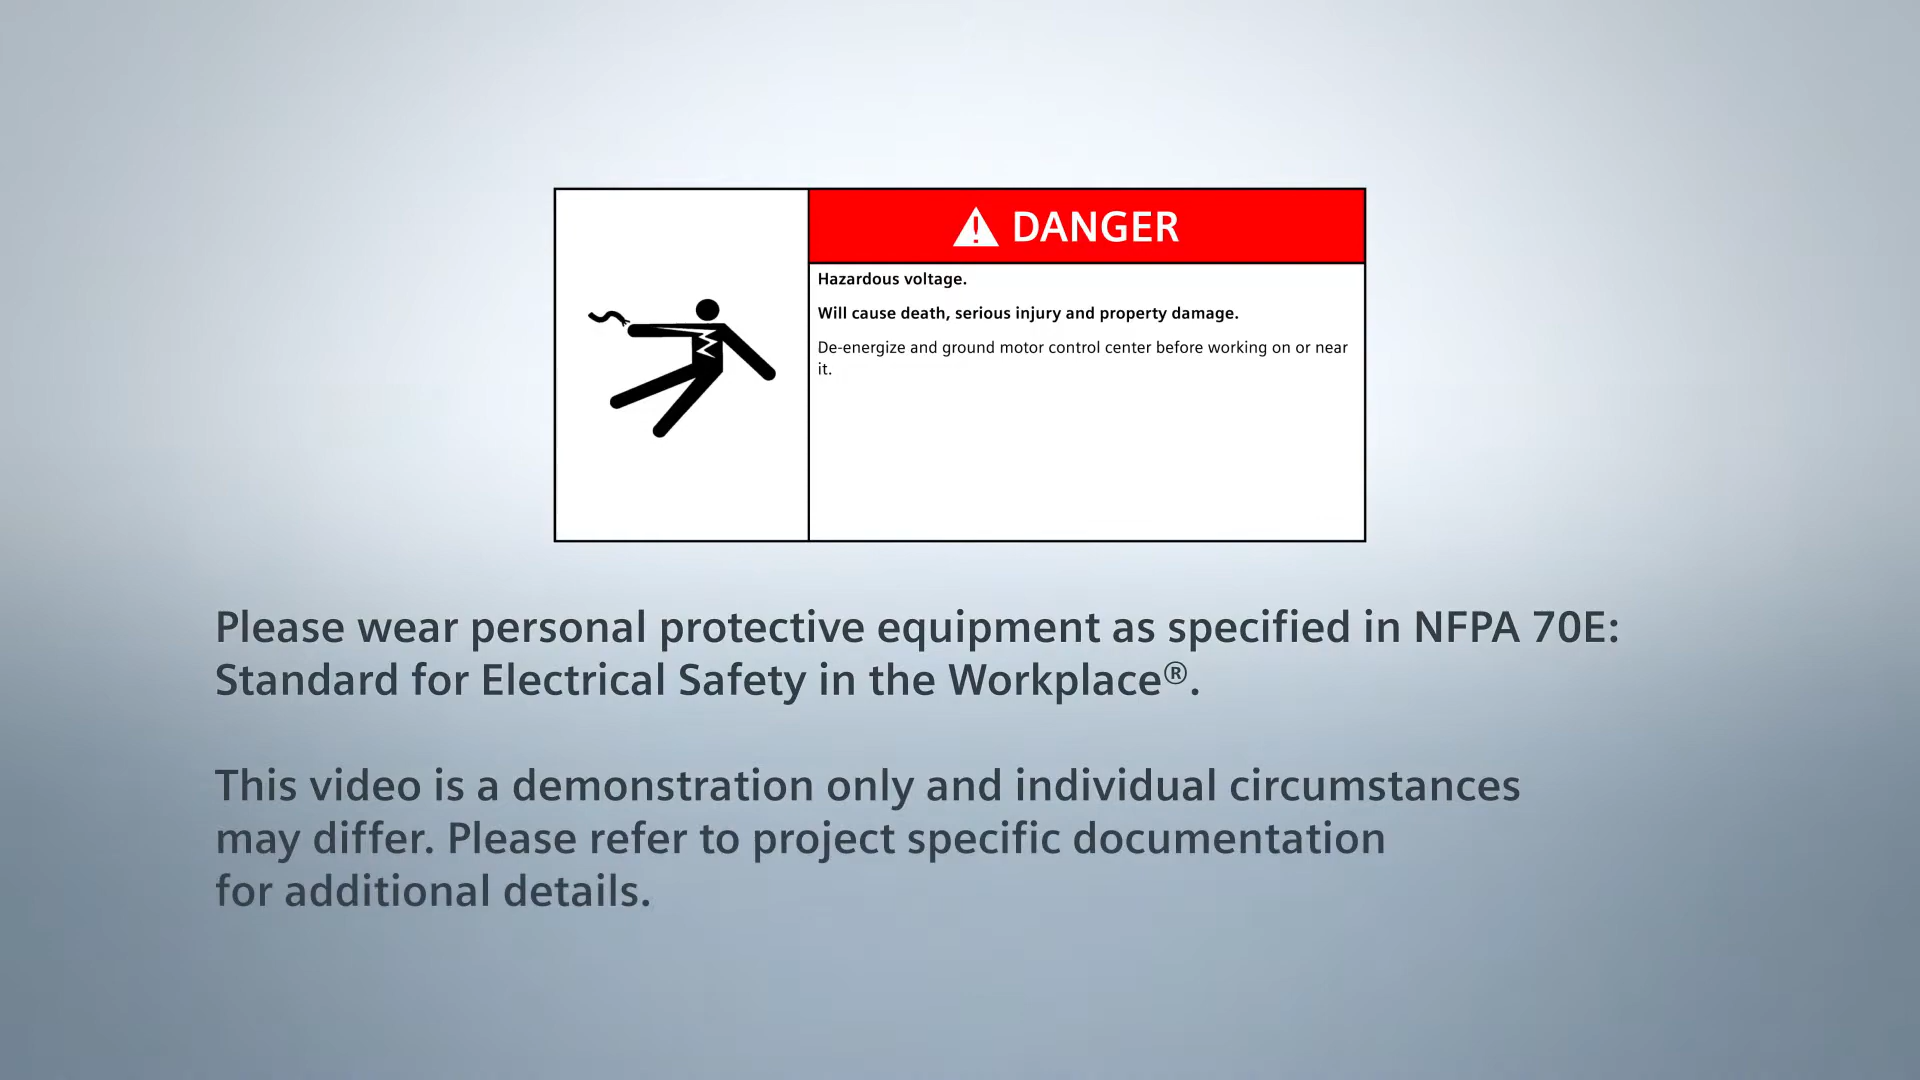 DANGER
Hazardous voltage.
Will cause death, serious injury and property damage.
De-energize and ground motor control center before working on or near
it.
Please wear personal protective equipment as specified in NFPA 70E:
Standard for Electrical Safety in the Workplace®.
This video is a demonstration only and individual circumstances
may differ. Please refer to project specific documentation
for additional details.